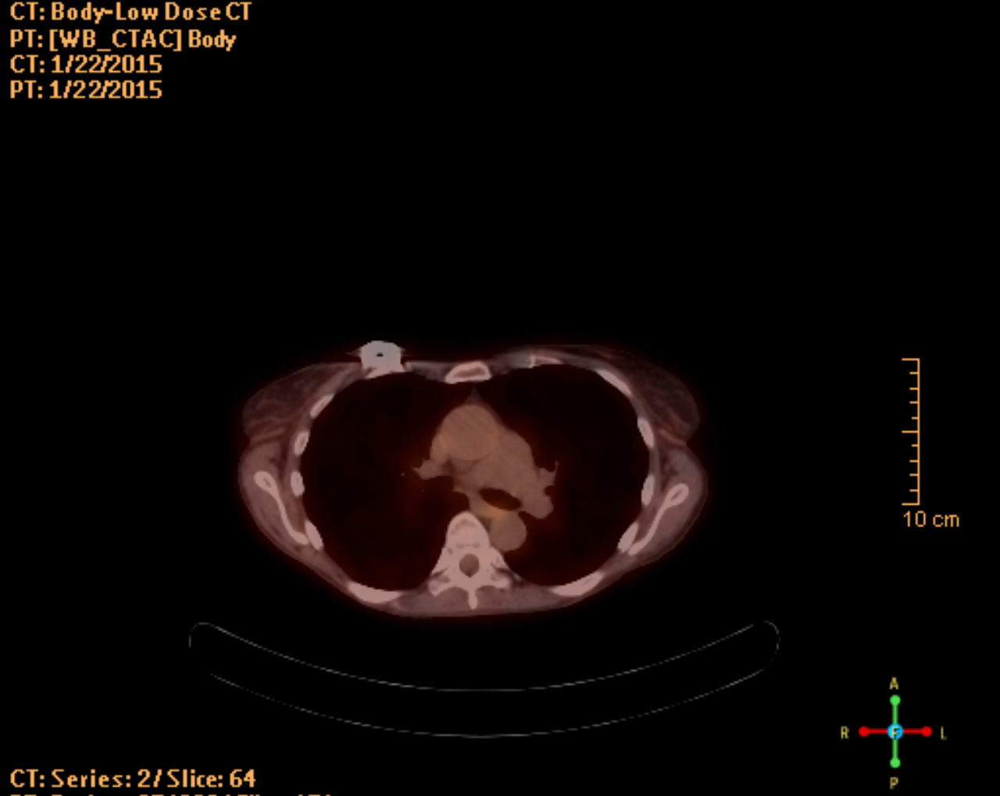 CT: Body-Low Dose CT
PT: [WB_CTAC] Body
CT: 1/22/2015
PT: 1/22/2015
10 cm
A
R F L
P
CT: Series: 2/ Slice: 64